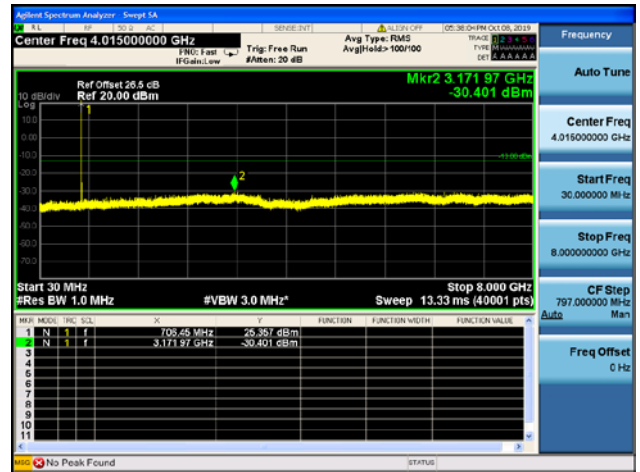 Agilent Spectrum Analyzer - Swept SA
RL RF 50 Ω AC SENSE:INT ALIGN OFF 05:38:04 PM Oct 08, 2019
Center Freq 4.015000000 GHz
PNO: Fast
IFGain:Low
Trig: Free Run
#Atten: 20 dB
Avg Type: RMS
Avg|Hold:> 100/100
TRACE 1 2 3 4 5 6
TYPE
DET A A A A A A
Frequency
Auto Tune
Center Freq
4.015000000 GHz
Start Freq
30.000000 MHz
Stop Freq
8.000000000 GHz
CF Step
797.000000 MHz
Auto Man
Freq Offset
0 Hz
Mkr2 3.171 97 GHz
-30.401 dBm
Ref Offset 26.5 dB
10 dB/div Ref 20.00 dBm
Log
1
10.0
0.00
-10.0
-13.00 dBm
-20.0
2
-30.0
-40.0
-50.0
-60.0
-70.0
Start 30 MHz Stop 8.000 GHz
#Res BW 1.0 MHz #VBW 3.0 MHz* Sweep 13.33 ms (40001 pts)
MKR MODE TRC SCL X Y FUNCTION FUNCTION WIDTH FUNCTION VALUE
1 N 1 f 706.45 MHz 25.357 dBm
2 N 1 f 3.171 97 GHz -30.401 dBm
3
4
5
6
7
8
9
10
11
MSG No Peak Found STATUS